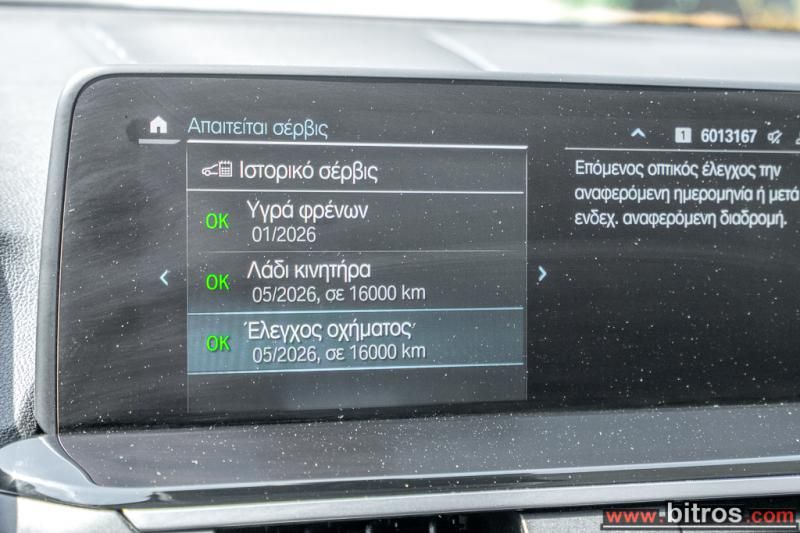 Απαιτείται σέρβις
1 6013167
Ιστορικό σέρβις
OK Υγρά φρένων
01/2026
OK Λάδι κινητήρα
05/2026, σε 16000 km
OK Έλεγχος οχήματος
05/2026, σε 16000 km
Επόμενος οπτικός έλεγχος την
αναφερόμενη ημερομηνία ή μετά
ενδεχ. αναφερόμενη διαδρομή.
www.bitros.com